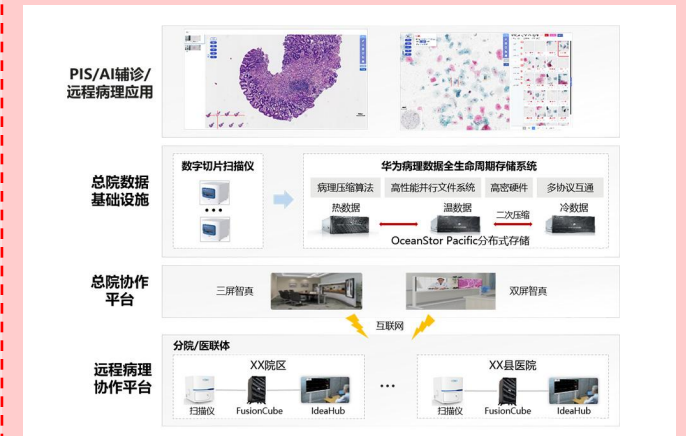 PIS/AI辅诊/
远程病理应用
总院数据
基础设施
数字切片扫描仪
华为病理数据全生命周期存储系统
病理压缩算法
高性能并行文件系统
高密硬件
多协议互通
热数据
温数据
二次压缩
冷数据
OceanStor Pacific分布式存储
总院协作
平台
三屏智真
双屏智真
互联网
远程病理
协作平台
分院/医联体
XX院区
扫描仪
FusionCube
IdeaHub
...
XX县医院
扫描仪
FusionCube
IdeaHub